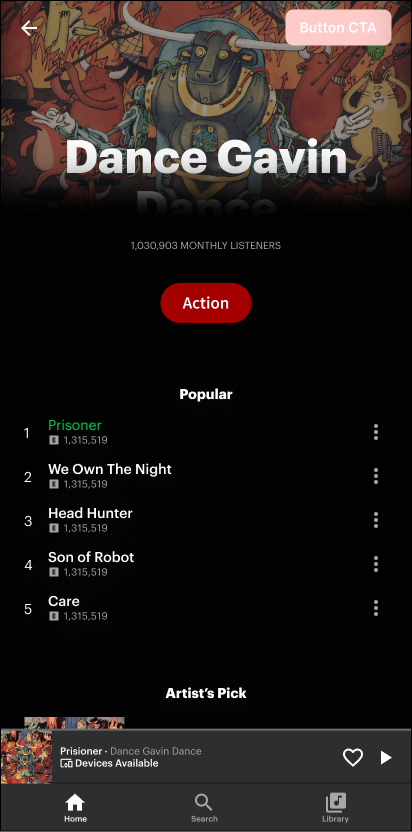 Button CTA
Dance Gavin
Dance
1,030,903 MONTHLY LISTENERS
Action
Popular
1
Prisoner
E 1,315,519
2
We Own The Night
E 1,315,519
3
Head Hunter
E 1,315,519
4
Son of Robot
E 1,315,519
5
Care
E 1,315,519
Artist's Pick
Prisoner • Dance Gavin Dance
Devices Available
Home
Search
Library